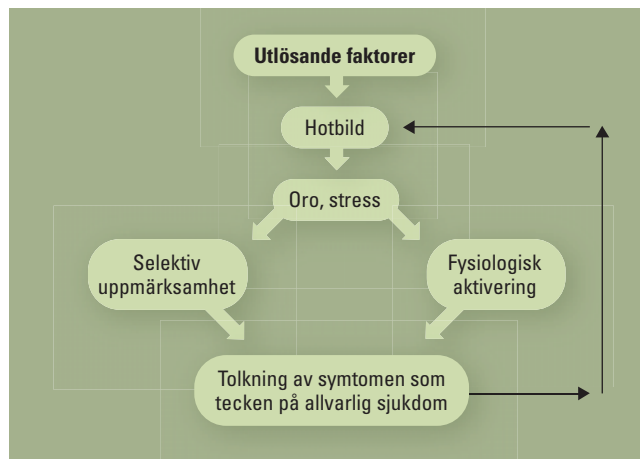 Utlösande faktorer
Hotbild
Oro, stress
Selektiv
uppmärksamhet
Fysiologisk
aktivering
Tolkning av symtomen som
tecken på allvarlig sjukdom